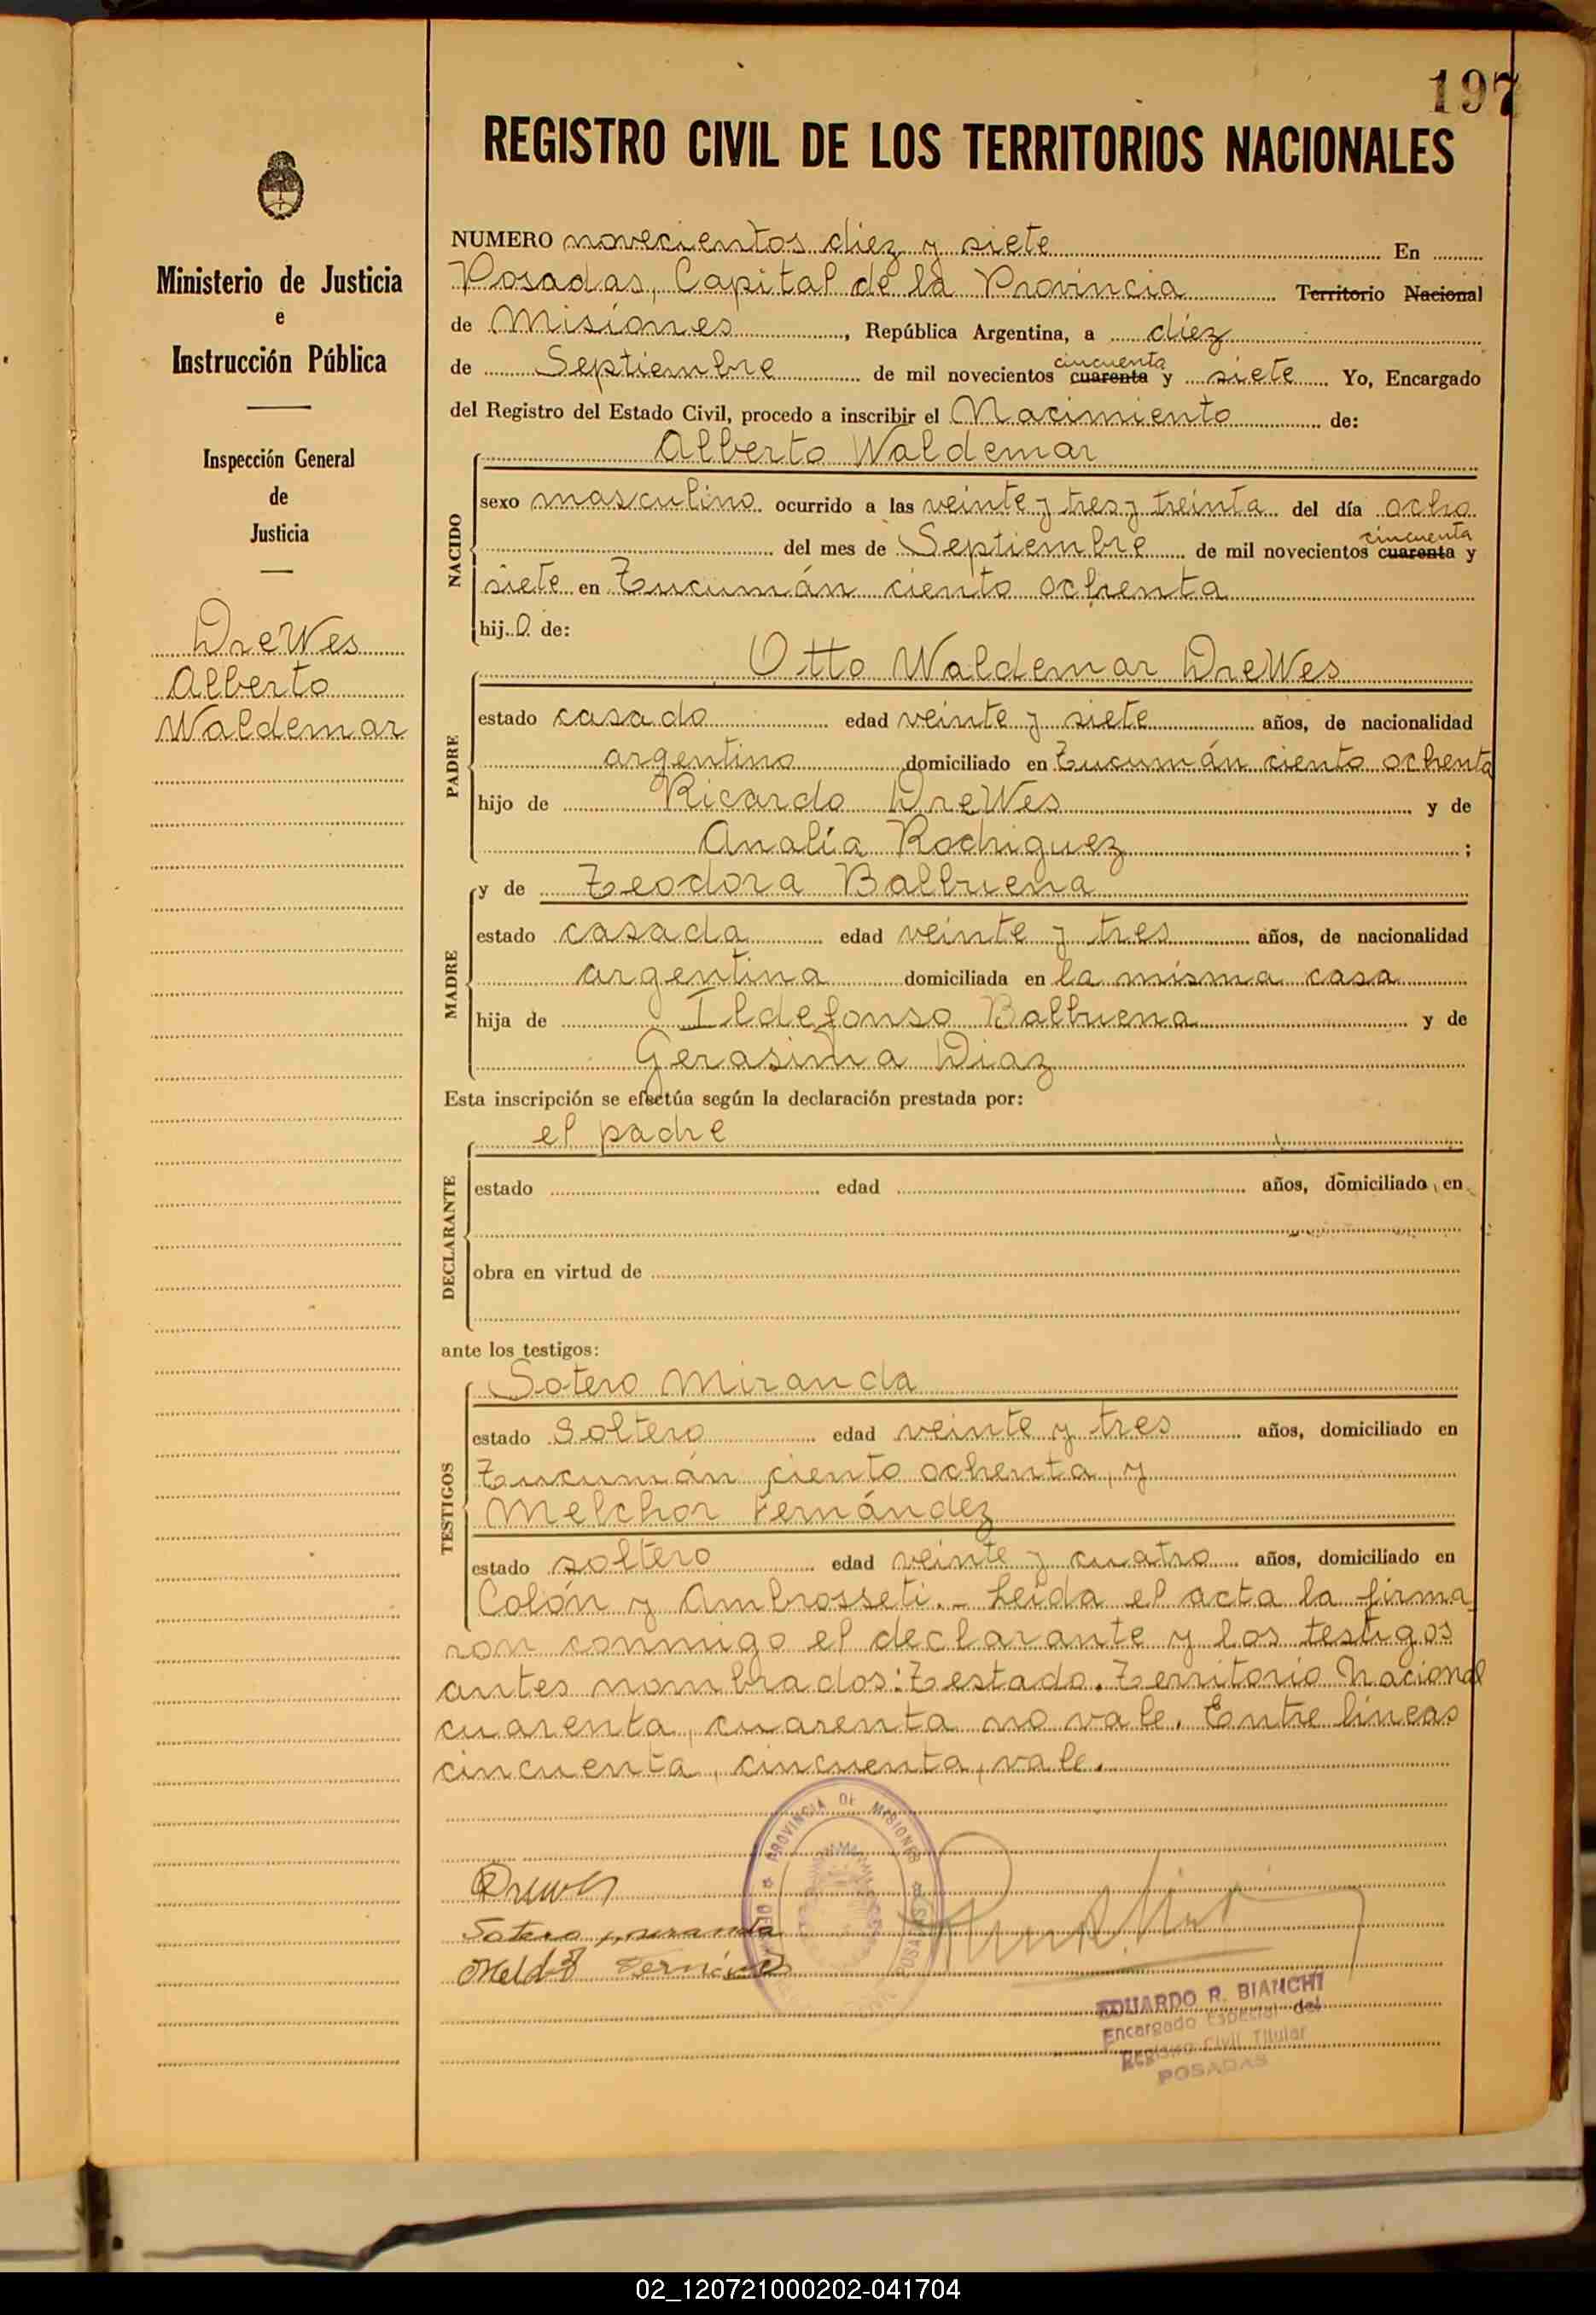 197
REGISTRO CIVIL DE LOS TERRITORIOS NACIONALES
Ministerio de Justicia
e
Instrucción Pública
Inspección General
de
Justicia
DreWes
Alberto
Waldemar
NUMERO novecientos diez y siete En
Posadas, Capital de la Provincia Territorio Nacional
de Misiones, República Argentina, a diez
de Septiembre de mil novecientos cuarenta cincuenta y siete Yo, Encargado
del Registro del Estado Civil, procedo a inscribir el Nacimiento de:
NACIDO
Alberto Waldemar
sexo masculino ocurrido a las veinte y tres y treinta del día ocho
del mes de Septiembre de mil novecientos cuarenta cincuenta y
siete en Tucumán ciento ochenta
hijo de:
PADRE
Otto Waldemar DreWes
estado casado edad veinte y siete años, de nacionalidad
argentino domiciliado en Tucumán ciento ochenta
hijo de Ricardo DreWes y de
Analía Rodriguez ;
MADRE
y de Teodora Balbuena
estado casada edad veinte y tres años, de nacionalidad
argentina domiciliada en la misma casa
hija de Ildefonso Balbuena y de
Gerasima Diaz
Esta inscripción se efectúa según la declaración prestada por:
DECLARANTE
el padre
estado edad años, domiciliado en
obra en virtud de
ante los testigos:
TESTIGOS
Sotero Miranda
estado Soltero edad veinte y tres años, domiciliado en
Tucumán ciento ochenta, y
Melchor Fernández
estado soltero edad veinte y cuatro años, domiciliado en
Colón y Ambrosseti.- Leída el acta la firma-
ron conmigo el declarante y los testigos
antes nombrados: Testado. Territorio Nacional
cuarenta, cuarenta no vale. Entre líneas
cincuenta, cincuenta, vale.
PROVINCIA DE MISIONES
POSADAS
Drewes
Sotero Miranda
Fernández
EDUARDO R. BIANCHI
Encargado Especial del
Registro Civil Titular
POSADAS
02_120721000202-041704